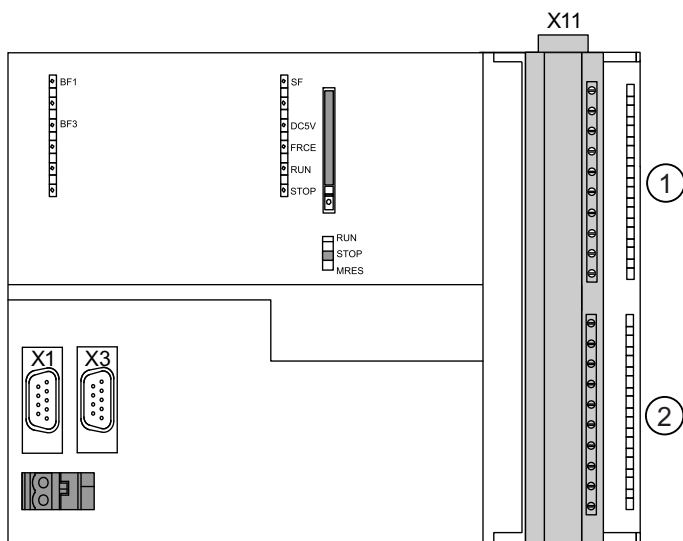 X11
BF1
SF
BF3
DC5V
FRCE
RUN
STOP
1
RUN
STOP
MRES
X1
X3
2